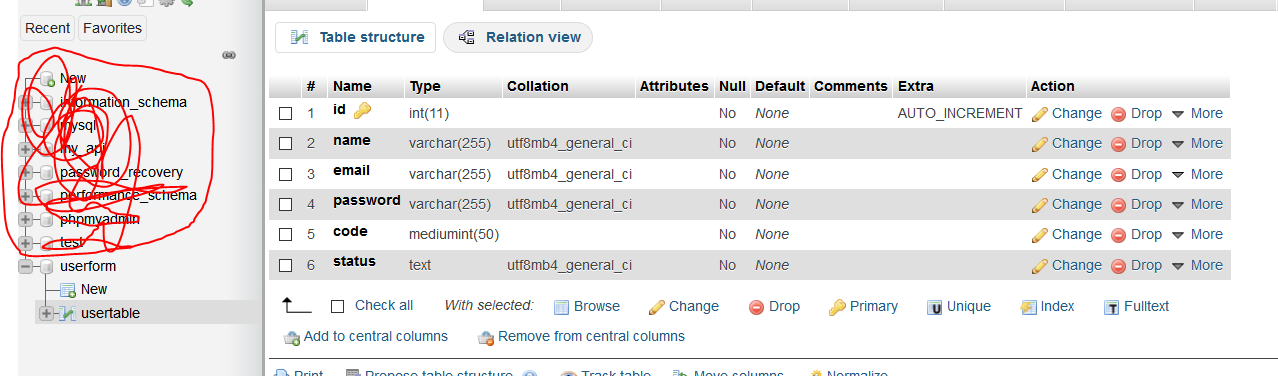 Recent Favorites
Table structure Relation view
New
information_schema
mysql
my_api
password_recovery
performance_schema
phpmyadmin
test
userform
New
usertable
# Name Type Collation Attributes Null Default Comments Extra Action
1 id int(11) No None AUTO_INCREMENT Change Drop More
2 name varchar(255) utf8mb4_general_ci No None Change Drop More
3 email varchar(255) utf8mb4_general_ci No None Change Drop More
4 password varchar(255) utf8mb4_general_ci No None Change Drop More
5 code mediumint(50) No None Change Drop More
6 status text utf8mb4_general_ci No None Change Drop More
Check all With selected: Browse Change Drop Primary Unique Index Fulltext
Add to central columns Remove from central columns
Print Propose table structure Track table Move columns Normalize